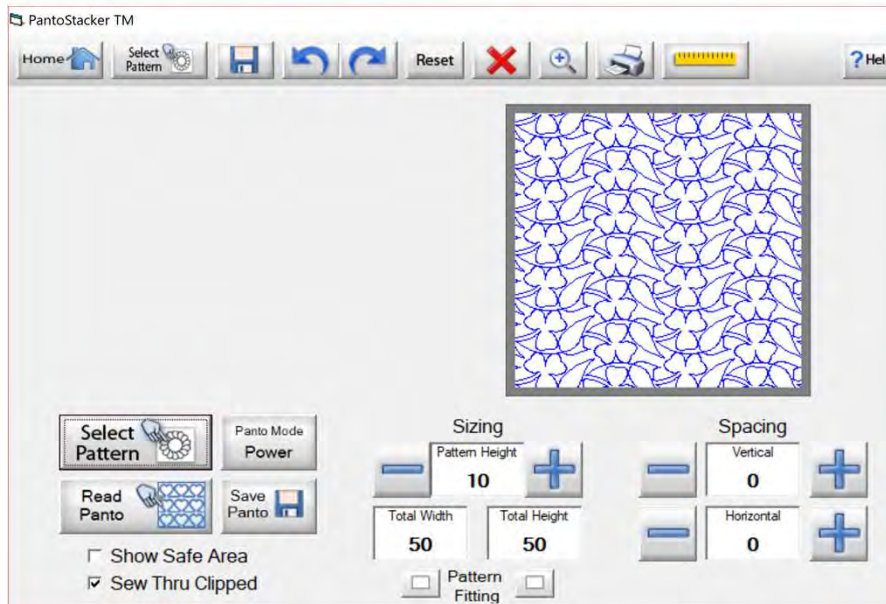 PantoStacker TM
Home
Select
Pattern
Reset
? Hel
Select
Pattern
Panto Mode
Power
Read
Panto
Save
Panto
Show Safe Area
Sew Thru Clipped
Sizing
Pattern Height
10
Total Width
50
Total Height
50
Pattern
Fitting
Spacing
Vertical
0
Horizontal
0